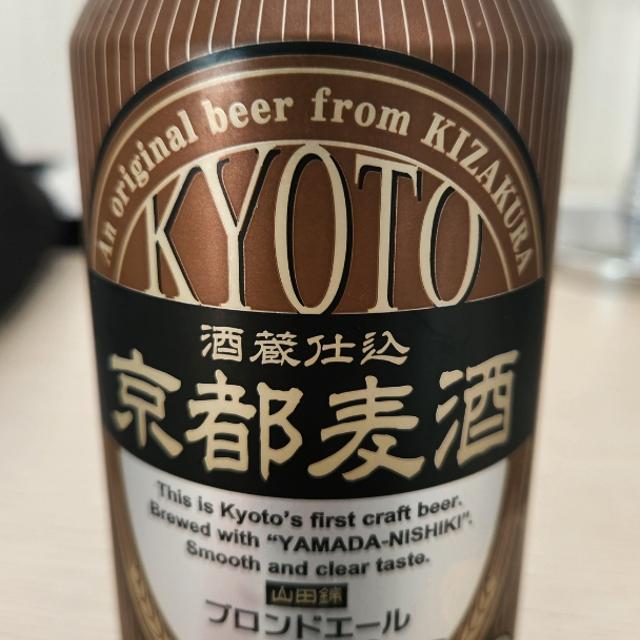 An original beer from KIZAKURA
KYOTO
酒蔵仕込
京都麦酒
This is Kyoto's first craft beer.
Brewed with "YAMADA-NISHIKI".
Smooth and clear taste.
山田錦
ブロンドエール